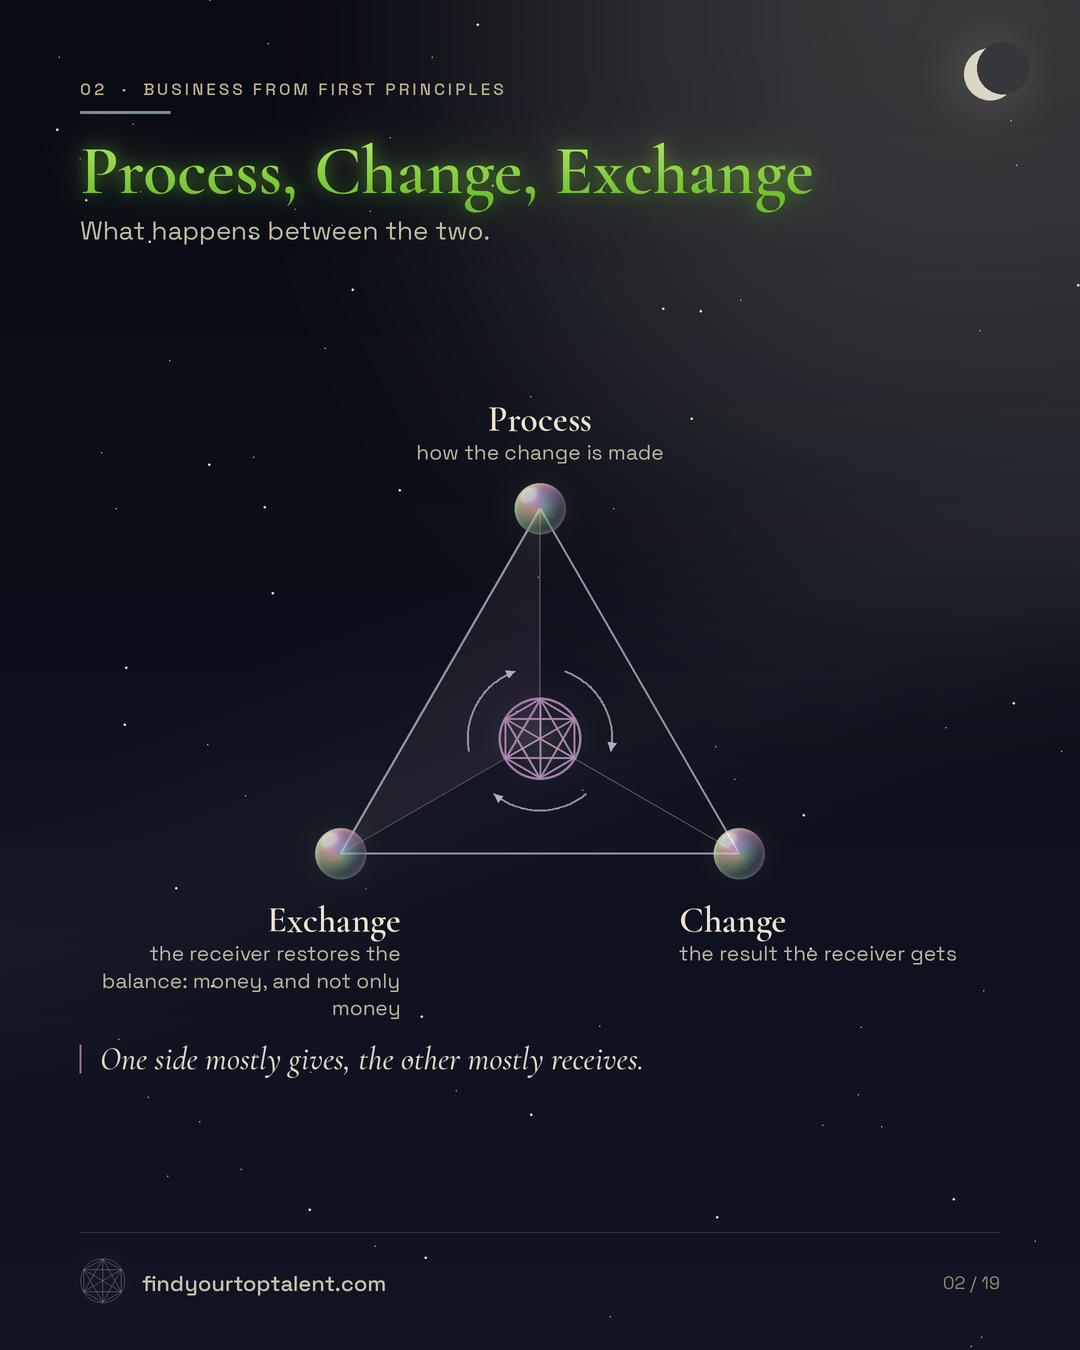 02 · BUSINESS FROM FIRST PRINCIPLES
Process, Change, Exchange
What happens between the two.
Process
how the change is made
Exchange
the receiver restores the
balance: money, and not only
money
Change
the result the receiver gets
One side mostly gives, the other mostly receives.
findyourtoptalent.com
02 / 19